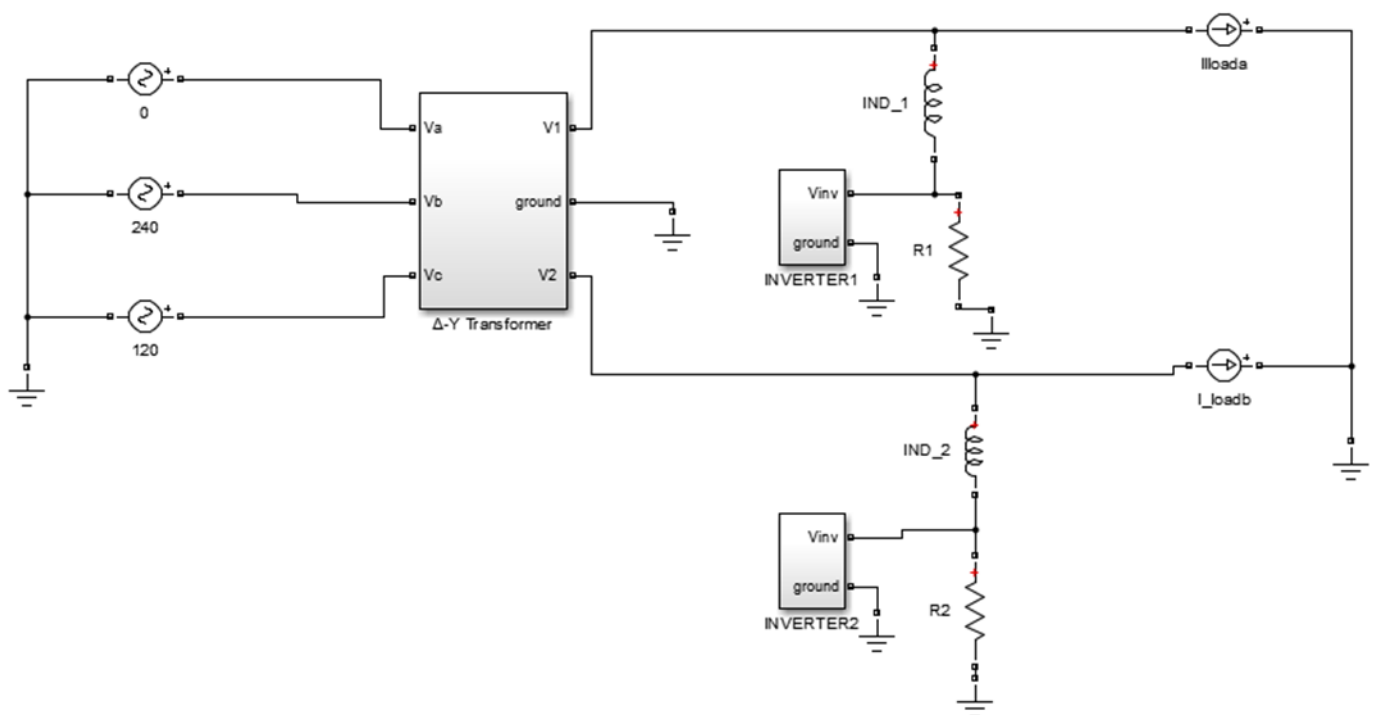 0
240
120
Va
Vb
Vc
V1
ground
V2
Δ-Y Transformer
IND_1
Vinv
ground
INVERTER1
R1
Illoada
I_loadb
IND_2
Vinv
ground
INVERTER2
R2